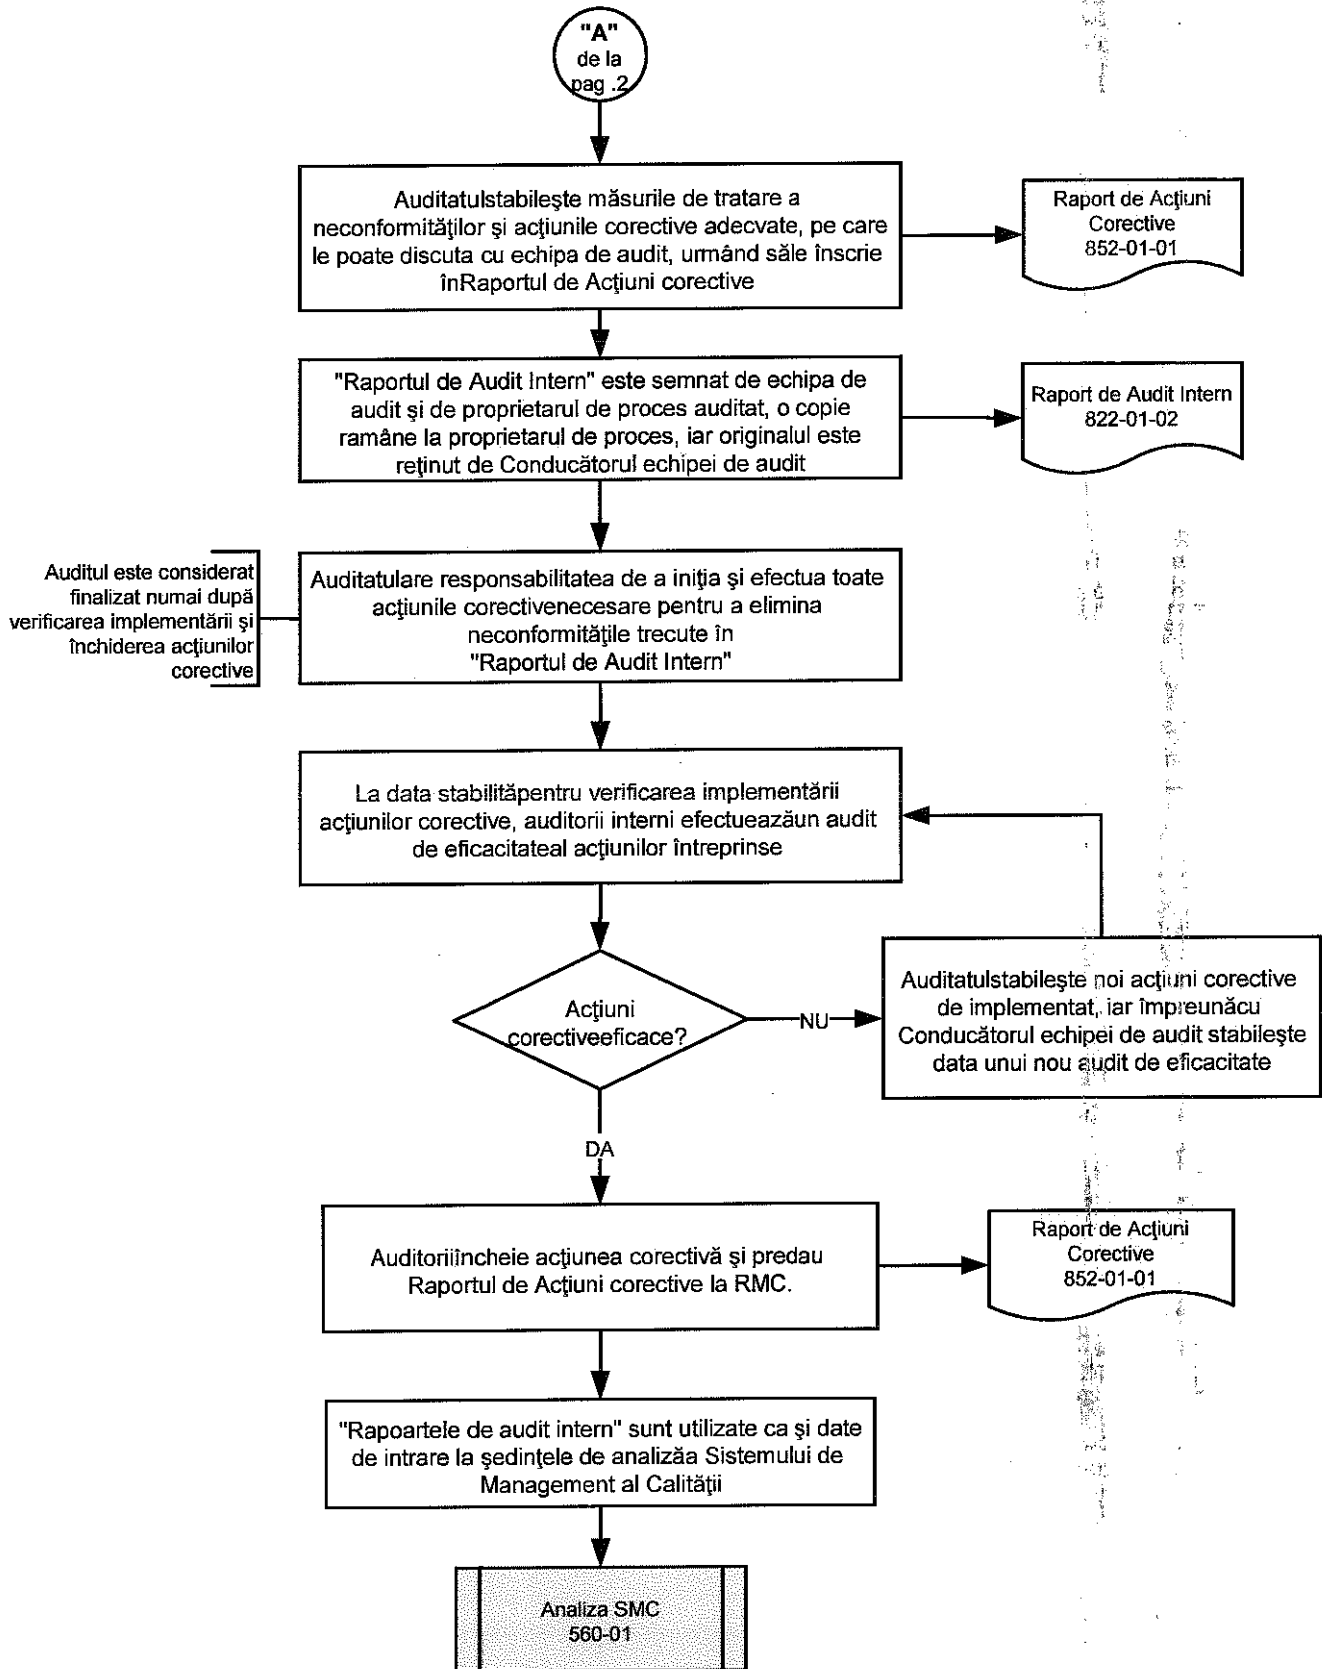 "A"
de la
pag .2
Auditatulstabileşte măsurile de tratare a
neconformităţilor şi acţiunile corective adecvate, pe care
le poate discuta cu echipa de audit, urmând săle înscrie
înRaportul de Acţiuni corective
Raport de Acţiuni
Corective
852-01-01
"Raportul de Audit Intern" este semnat de echipa de
audit şi de proprietarul de proces auditat, o copie
ramâne la proprietarul de proces, iar originalul este
reţinut de Conducătorul echipei de audit
Raport de Audit Intern
822-01-02
Auditul este considerat
finalizat numai după
verificarea implementării şi
închiderea acţiunilor
corective
Auditatulare responsabilitatea de a iniţia şi efectua toate
acţiunile corectivenecesare pentru a elimina
neconformităţile trecute în
"Raportul de Audit Intern"
La data stabilităpentru verificarea implementării
acţiunilor corective, auditorii interni efectueazăun audit
de eficacitateal acţiunilor întreprinse
Acţiuni
corectiveeficace?
NU
Auditatulstabileşte noi acţiuni corective
de implementat, iar împreunăcu
Conducătorul echipei de audit stabileşte
data unui nou audit de eficacitate
DA
Auditoriiîncheie acţiunea corectivă şi predau
Raportul de Acţiuni corective la RMC.
Raport de Acţiuni
Corective
852-01-01
"Rapoartele de audit intern" sunt utilizate ca şi date
de intrare la şedinţele de analizăa Sistemului de
Management al Calităţii
Analiza SMC
560-01